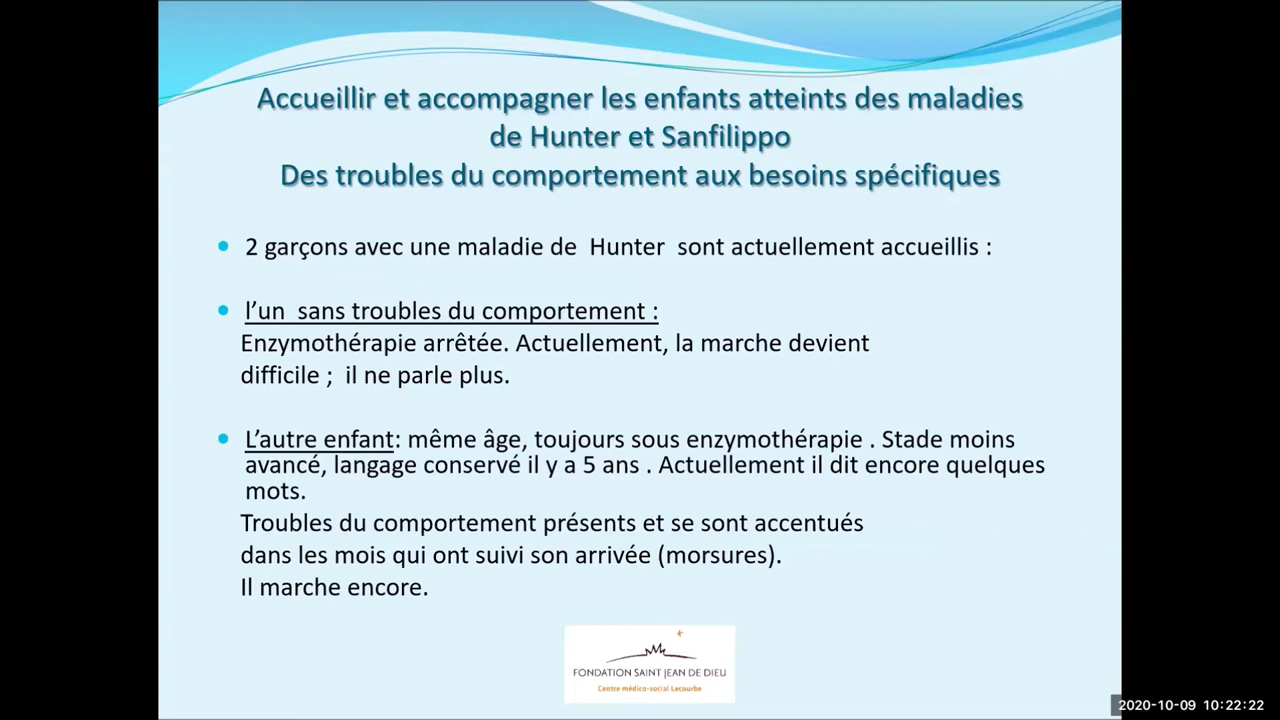 Accueillir et accompagner les enfants atteints des maladies
de Hunter et Sanfilippo
Des troubles du comportement aux besoins spécifiques
• 2 garçons avec une maladie de Hunter sont actuellement accueillis :
• l’un sans troubles du comportement :
Enzymothérapie arrêtée. Actuellement, la marche devient
difficile ; il ne parle plus.
• L’autre enfant: même âge, toujours sous enzymothérapie . Stade moins
avancé, langage conservé il y a 5 ans . Actuellement il dit encore quelques
mots.
Troubles du comportement présents et se sont accentués
dans les mois qui ont suivi son arrivée (morsures).
Il marche encore.
FONDATION SAINT JEAN DE DIEU
Centre médico-social Lecourbe
2020-10-09 10:22:22